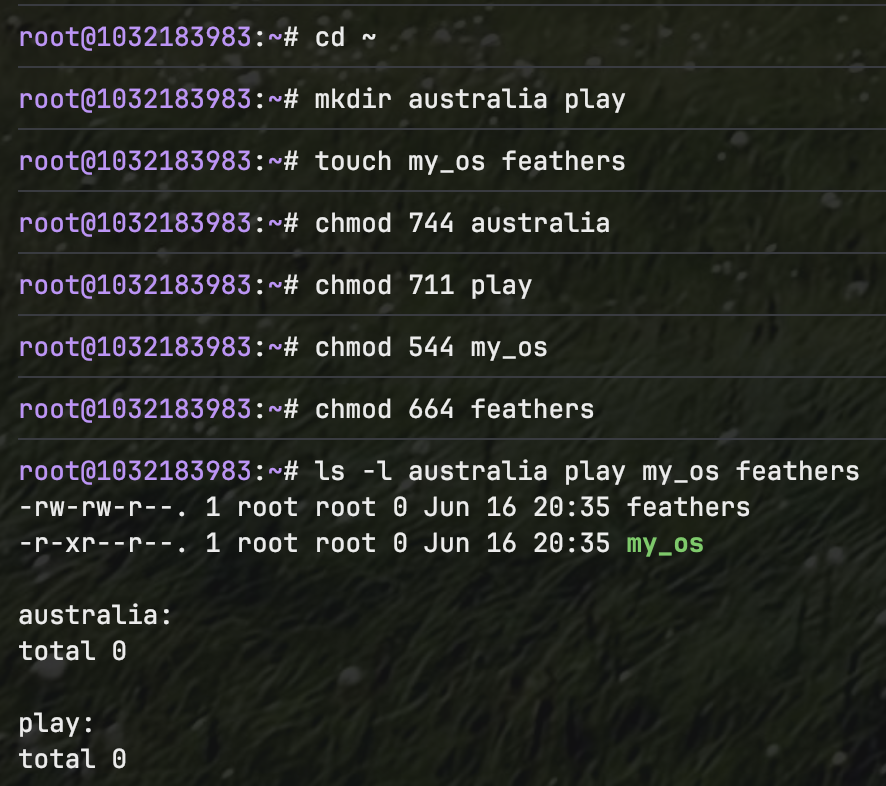 root@1032183983:~# cd ~
root@1032183983:~# mkdir australia play
root@1032183983:~# touch my_os feathers
root@1032183983:~# chmod 744 australia
root@1032183983:~# chmod 711 play
root@1032183983:~# chmod 544 my_os
root@1032183983:~# chmod 664 feathers
root@1032183983:~# ls -l australia play my_os feathers
-rw-rw-r--. 1 root root 0 Jun 16 20:35 feathers
-r-xr--r--. 1 root root 0 Jun 16 20:35 my_os
australia:
total 0
play:
total 0